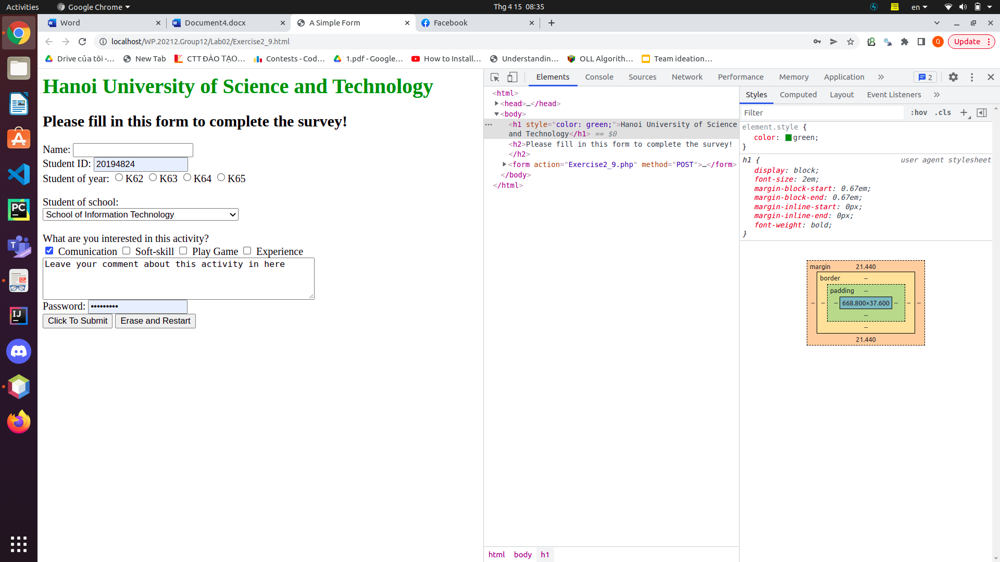 Activities
Google Chrome
Thg 4 15 08:35
en
Word
Document4.docx
A Simple Form
Facebook
localhost/WP.20212.Group12/Lab02/Exercise2_9.html
Q
Update
Drive của tôi -...
New Tab
CTT ĐÀO TẠO...
Contests - Cod...
1.pdf - Google...
How to Install...
Understandin...
OLL Algorith...
Team ideation...
Hanoi University of Science and Technology
Please fill in this form to complete the survey!
Name:
Student ID: 20194824
Student of year: K62 K63 K64 K65
Student of school:
School of Information Technology
What are you interested in this activity?
Comunication Soft-skill Play Game Experience
Leave your comment about this activity in here
Password: •••••••••
Click To Submit Erase and Restart
Elements Console Sources Network Performance Memory Application » 2
<html>
<head>…</head>
<body>
<h1 style="color: green;">Hanoi University of Science
and Technology</h1> == $0
<h2>Please fill in this form to complete the survey!
</h2>
<form action="Exercise2_9.php" method="POST">…</form>
</body>
</html>
html body h1
Styles Computed Layout Event Listeners »
Filter :hov .cls
element.style {
color: green;
}
h1 { user agent stylesheet
display: block;
font-size: 2em;
margin-block-start: 0.67em;
margin-block-end: 0.67em;
margin-inline-start: 0px;
margin-inline-end: 0px;
font-weight: bold;
}
margin 21.440
border –
padding –
– – – 668.800×37.600 – – –
–
–
21.440
PC
T
PREVIEW
IJ